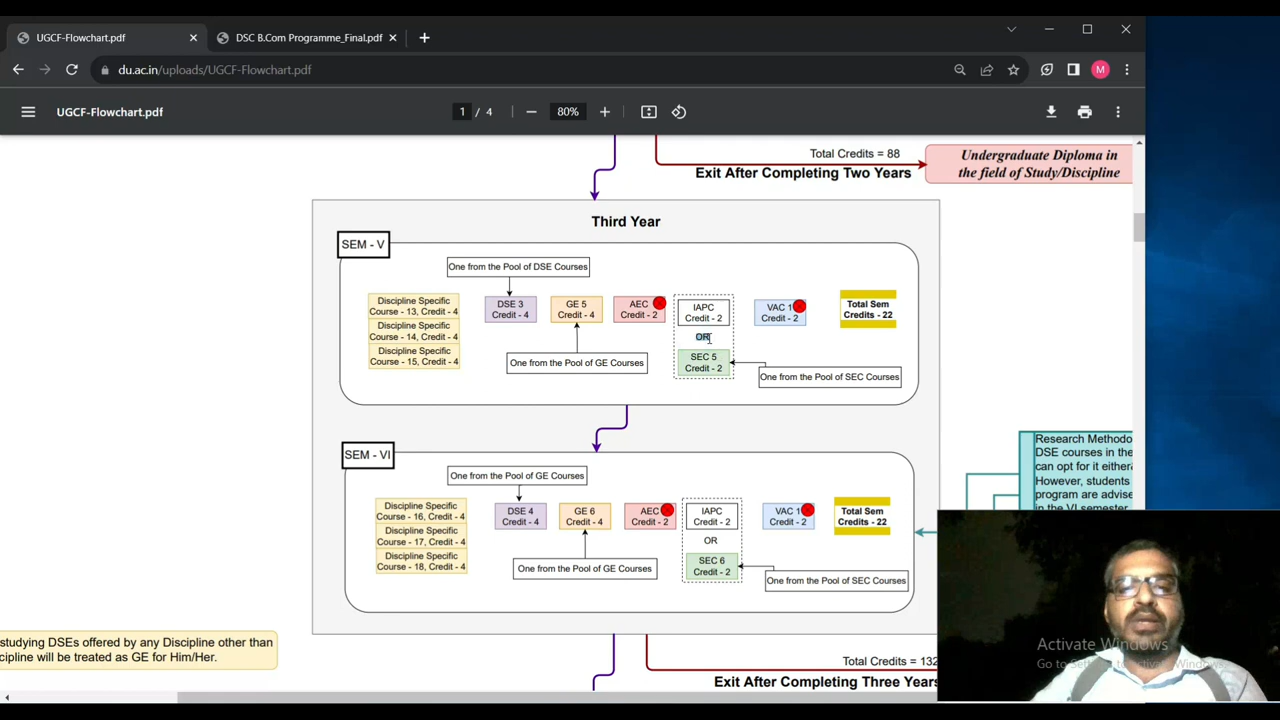 UGCF-Flowchart.pdf
DSC B.Com Programme_Final.pdf
du.ac.in/uploads/UGCF-Flowchart.pdf
M
UGCF-Flowchart.pdf
1 / 4
80%
Total Credits = 88
Exit After Completing Two Years
Undergraduate Diploma in
the field of Study/Discipline
Third Year
SEM - V
One from the Pool of DSE Courses
Discipline Specific
Course - 13, Credit - 4
Discipline Specific
Course - 14, Credit - 4
Discipline Specific
Course - 15, Credit - 4
DSE 3
Credit - 4
GE 5
Credit - 4
AEC
Credit - 2
IAPC
Credit - 2
OR
SEC 5
Credit - 2
VAC 1
Credit - 2
Total Sem
Credits - 22
One from the Pool of GE Courses
One from the Pool of SEC Courses
SEM - VI
One from the Pool of GE Courses
Discipline Specific
Course - 16, Credit - 4
Discipline Specific
Course - 17, Credit - 4
Discipline Specific
Course - 18, Credit - 4
DSE 4
Credit - 4
GE 6
Credit - 4
AEC
Credit - 2
IAPC
Credit - 2
OR
SEC 6
Credit - 2
VAC 1
Credit - 2
Total Sem
Credits - 22
One from the Pool of GE Courses
One from the Pool of SEC Courses
Research Methodo
DSE courses in the
can opt for it either
However, students
program are advise
in the VI semester
studying DSEs offered by any Discipline other than
cipline will be treated as GE for Him/Her.
Total Credits = 132
Exit After Completing Three Years
Activate Windows
Go to Settings to activate Windows